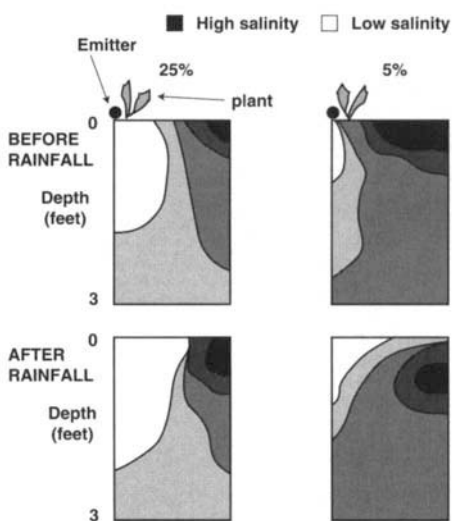 High salinity Low salinity
Emitter
25% 5%
plant
0
BEFORE
RAINFALL
Depth
(feet)
3
0
AFTER
RAINFALL
Depth
(feet)
3